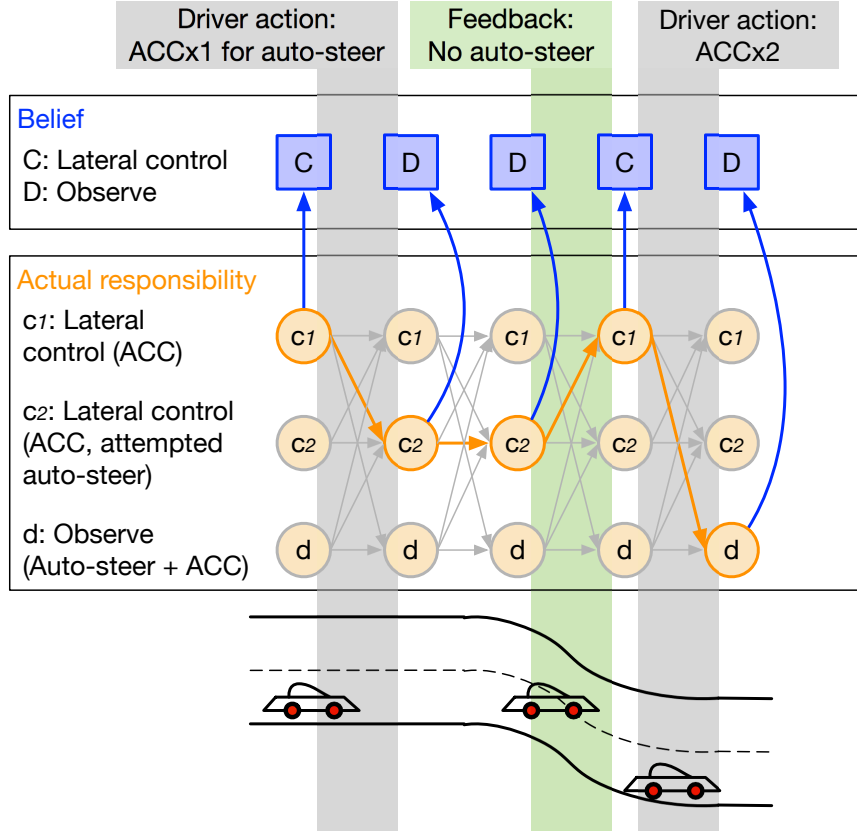 Driver action:
ACCx1 for auto-steer
Feedback:
No auto-steer
Driver action:
ACCx2
Belief
C: Lateral control
D: Observe
C
D
D
C
D
Actual responsibility
c1: Lateral
control (ACC)
c1
c1
c1
c1
c1
c2: Lateral control
(ACC, attempted
auto-steer)
c2
c2
c2
c2
c2
d: Observe
(Auto-steer + ACC)
d
d
d
d
d